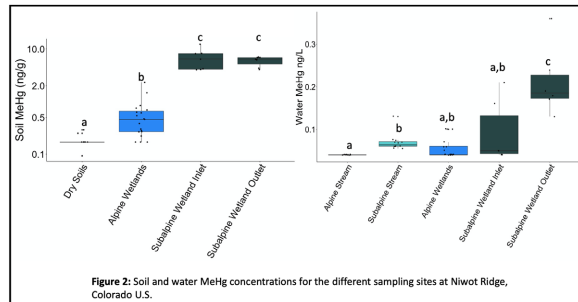 Soil MeHg (ng/g)
10.0
2.0
0.5
0.1
a
b
c
c
Dry Soils
Alpine Wetlands
Subalpine Wetland Inlet
Subalpine Wetland Outlet
Water MeHg ng/L
0.3
0.2
0.1
a
b
a,b
a,b
c
Alpine Stream
Subalpine Stream
Alpine Wetlands
Subalpine Wetland Inlet
Subalpine Wetland Outlet
Figure 2: Soil and water MeHg concentrations for the different sampling sites at Niwot Ridge,
Colorado U.S.